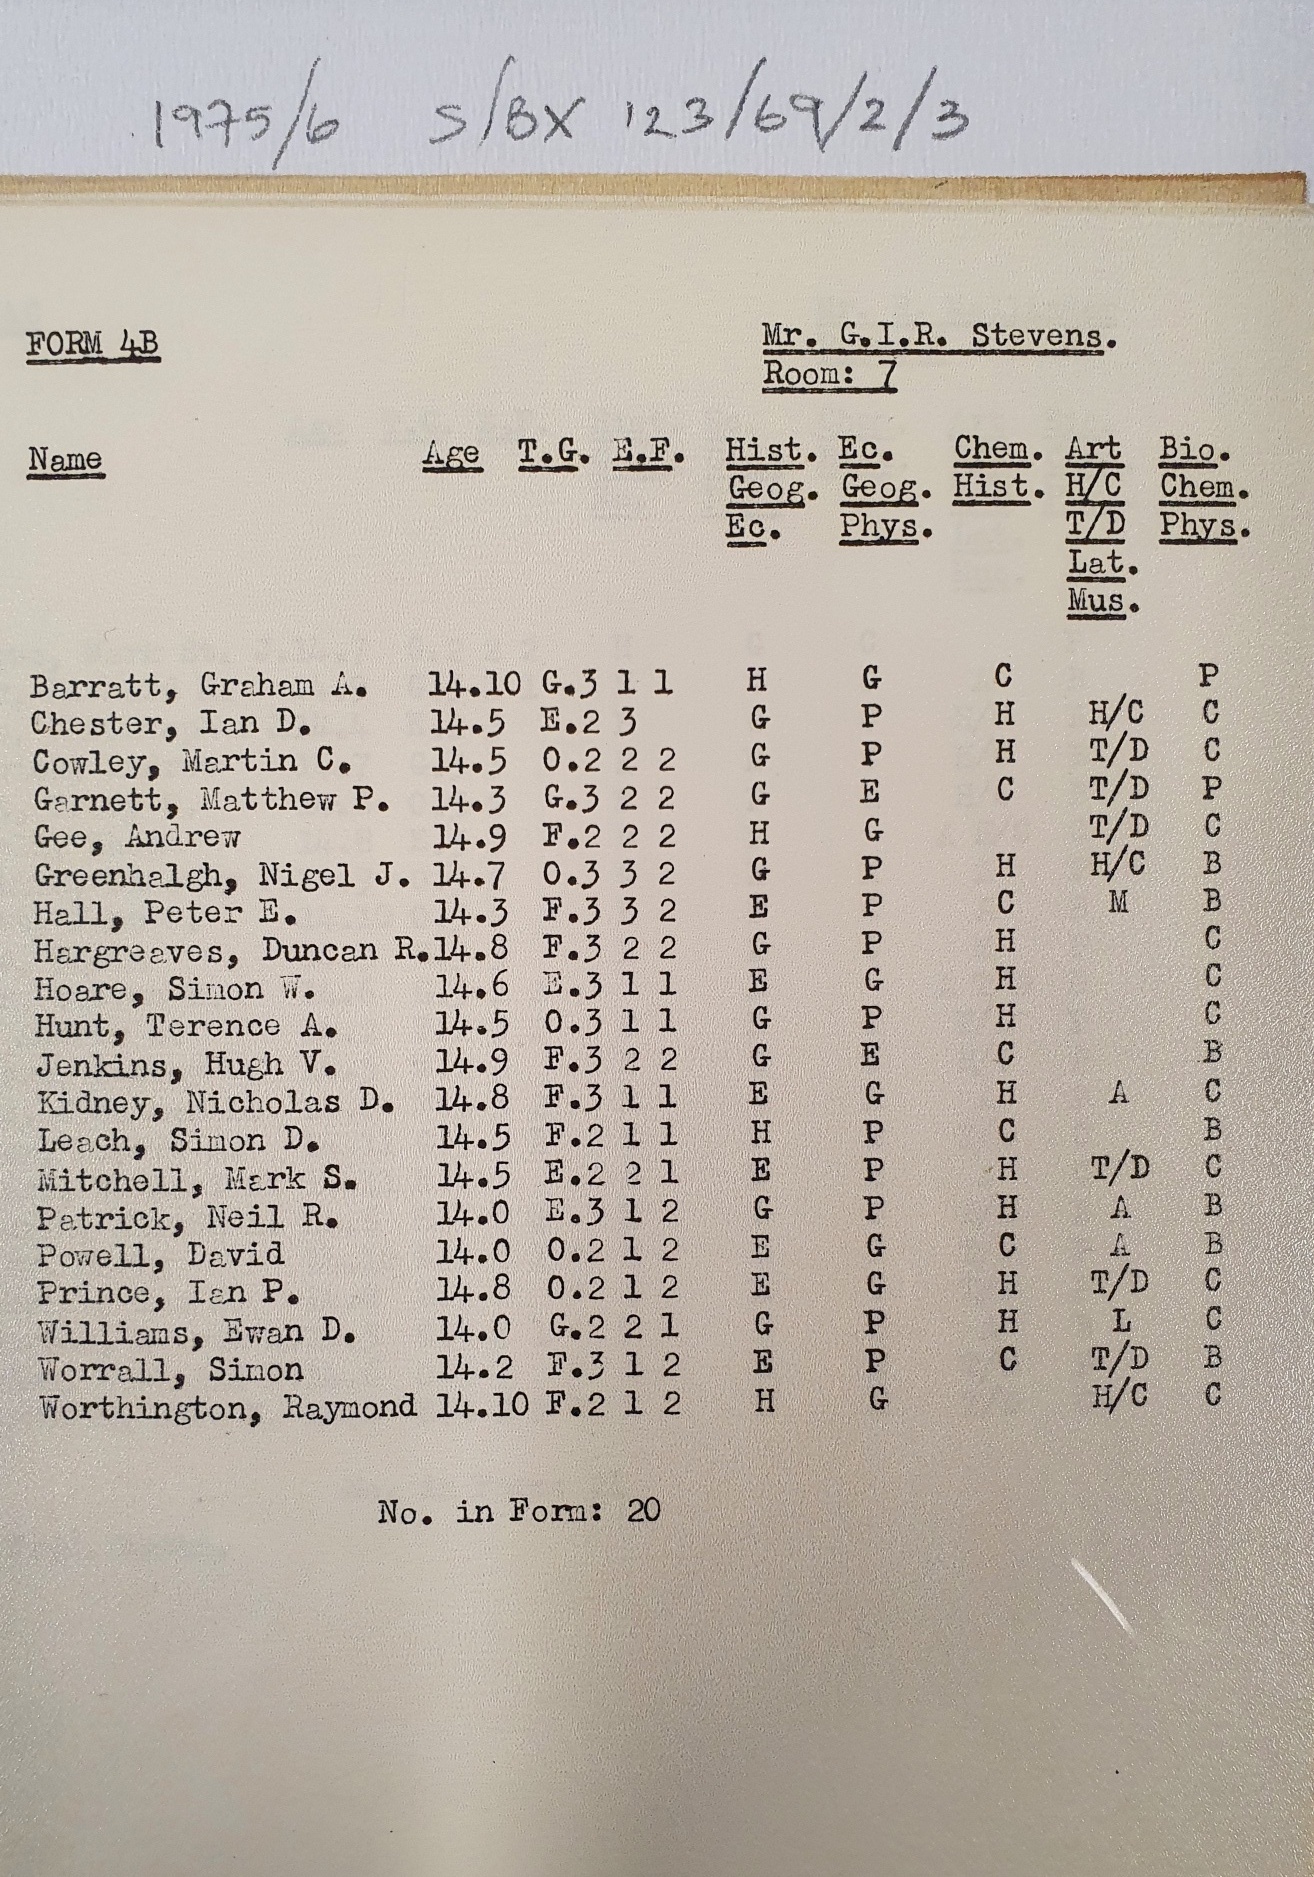 1975/6 S/BX 123/69/2/3
FORM 4B Mr. G.I.R. Stevens.
Room: 7
Name Age T.G. E.F. Hist. Ec. Chem. Art Bio.
Geog. Geog. Hist. H/C Chem.
Ec. Phys. T/D Phys.
Lat.
Mus.
Barratt, Graham A. 14.10 G.3 1 1 H G C P
Chester, Ian D. 14.5 E.2 3 G P H H/C C
Cowley, Martin C. 14.5 O.2 2 2 G P H T/D C
Garnett, Matthew P. 14.3 G.3 2 2 G E C T/D P
Gee, Andrew 14.9 F.2 2 2 H G T/D C
Greenhalgh, Nigel J. 14.7 O.3 3 2 G P H H/C B
Hall, Peter E. 14.3 F.3 3 2 E P C M B
Hargreaves, Duncan R. 14.8 F.3 2 2 G P H C
Hoare, Simon W. 14.6 E.3 1 1 E G H C
Hunt, Terence A. 14.5 O.3 1 1 G P H C
Jenkins, Hugh V. 14.9 F.3 2 2 G E C B
Kidney, Nicholas D. 14.8 F.3 1 1 E G H A C
Leach, Simon D. 14.5 F.2 1 1 H P C B
Mitchell, Mark S. 14.5 E.2 2 1 E P H T/D C
Patrick, Neil R. 14.0 E.3 1 2 G P H A B
Powell, David 14.0 O.2 1 2 E G C A B
Prince, Ian P. 14.8 O.2 1 2 E G H T/D C
Williams, Ewan D. 14.0 G.2 2 1 G P H L C
Worrall, Simon 14.2 F.3 1 2 E P C T/D B
Worthington, Raymond 14.10 F.2 1 2 H G H/C C
No. in Form: 20